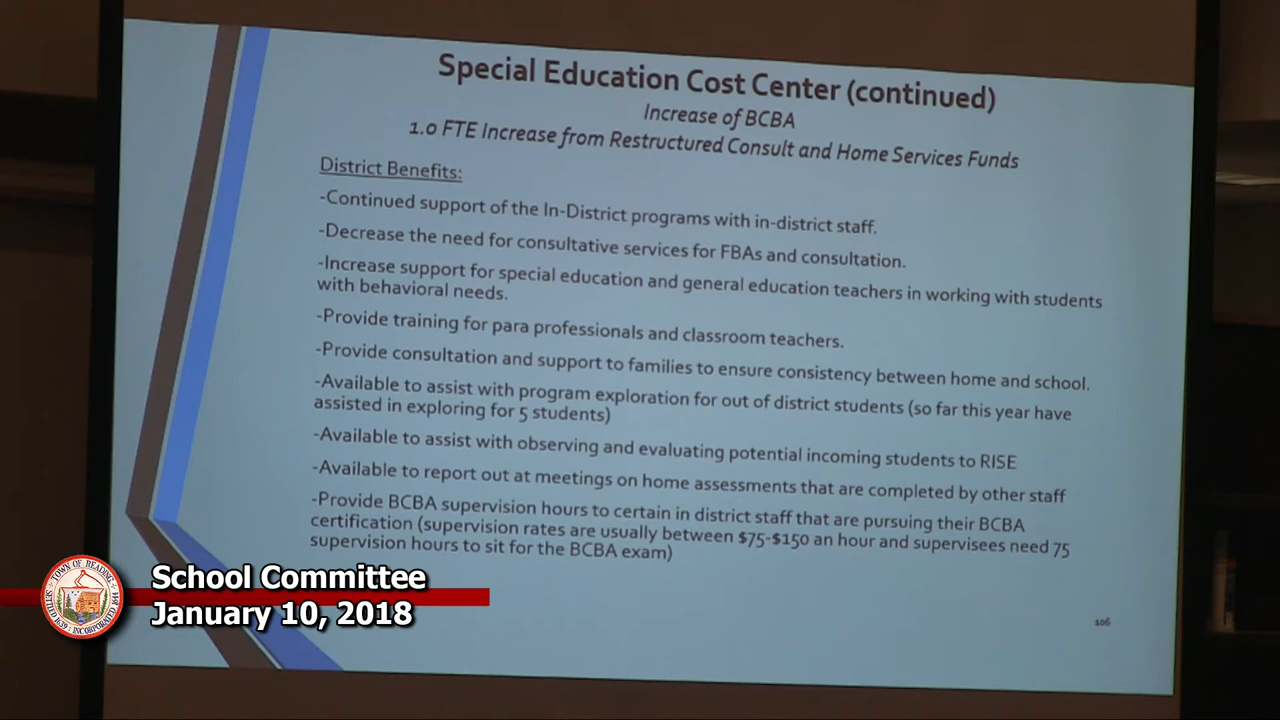 Special Education Cost Center (continued)
Increase of BCBA
1.0 FTE Increase from Restructured Consult and Home Services Funds
District Benefits:
-Continued support of the In-District programs with in-district staff.
-Decrease the need for consultative services for FBAs and consultation.
-Increase support for special education and general education teachers in working with students
with behavioral needs.
-Provide training for para professionals and classroom teachers.
-Provide consultation and support to families to ensure consistency between home and school.
-Available to assist with program exploration for out of district students (so far this year have
assisted in exploring for 5 students)
-Available to assist with observing and evaluating potential incoming students to RISE
-Available to report out at meetings on home assessments that are completed by other staff
-Provide BCBA supervision hours to certain in district staff that are pursuing their BCBA
certification (supervision rates are usually between $75-$150 an hour and supervisees need 75
supervision hours to sit for the BCBA exam)
106
TOWN OF READING
SETTLED 1639 · INCORPORATED 1644
School Committee
January 10, 2018